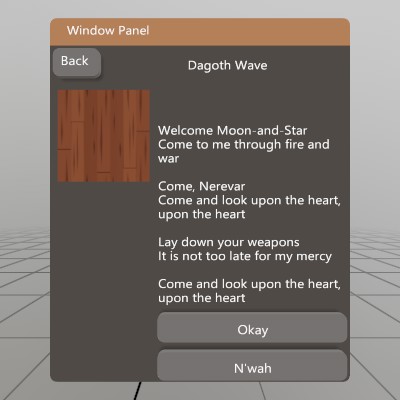 Window Panel
Back
Dagoth Wave
Welcome Moon-and-Star
Come to me through fire and
war
Come, Nerevar
Come and look upon the heart,
upon the heart
Lay down your weapons
It is not too late for my mercy
Come and look upon the heart,
upon the heart
Okay
N'wah